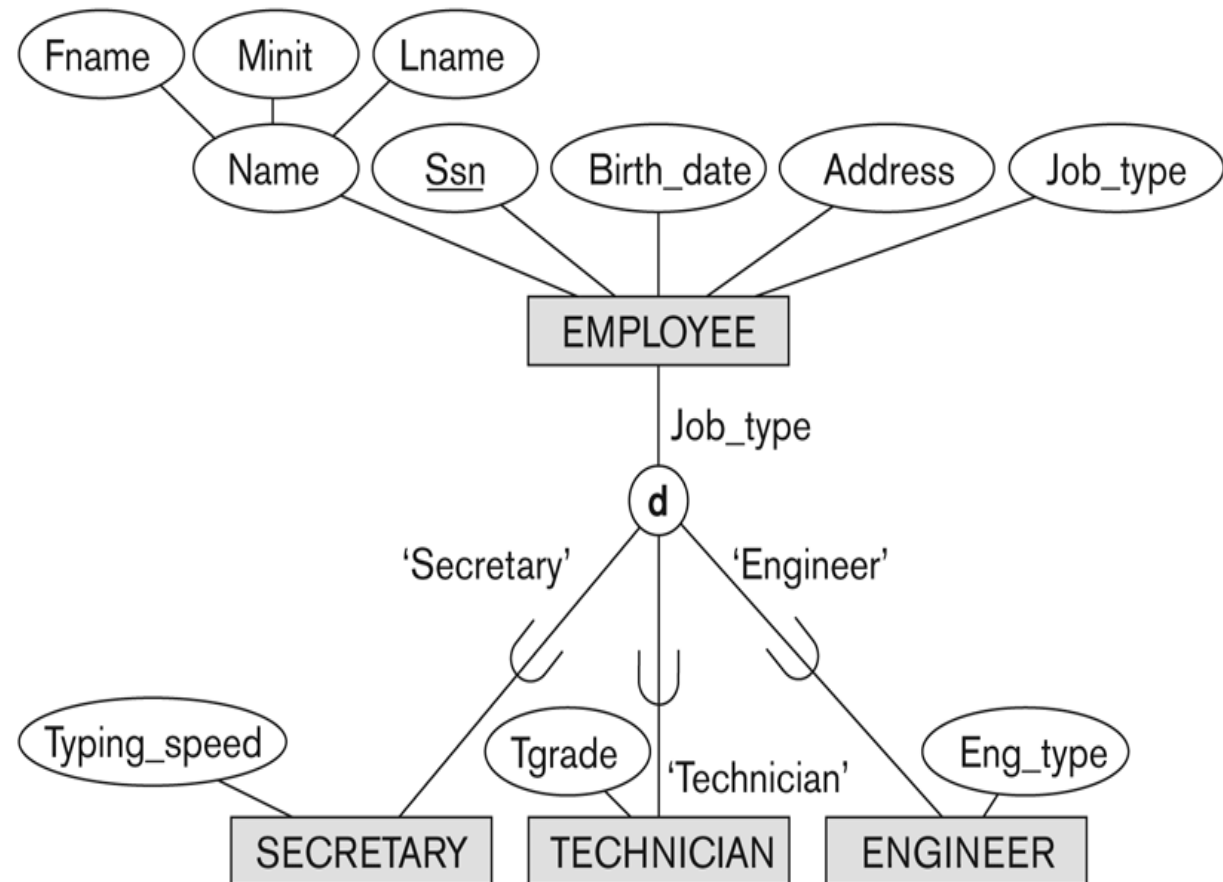 Fname Minit Lname
Name Ssn Birth_date Address Job_type
EMPLOYEE
Job_type
d
‘Secretary’ ‘Engineer’
Typing_speed Tgrade ‘Technician’ Eng_type
SECRETARY TECHNICIAN ENGINEER